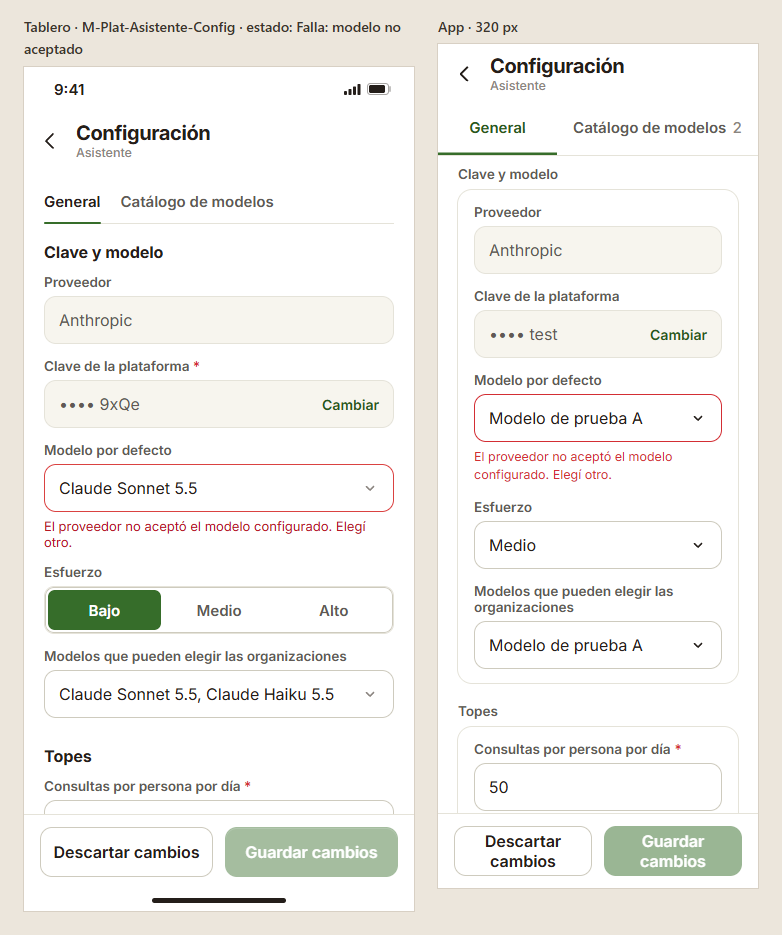 Tablero · M-Plat-Asistente-Config · estado: Falla: modelo no
aceptado
9:41
Configuración
Asistente
General
Catálogo de modelos
Clave y modelo
Proveedor
Anthropic
Clave de la plataforma *
•••• 9xQe
Cambiar
Modelo por defecto
Claude Sonnet 5.5
El proveedor no aceptó el modelo configurado. Elegí
otro.
Esfuerzo
Bajo
Medio
Alto
Modelos que pueden elegir las organizaciones
Claude Sonnet 5.5, Claude Haiku 5.5
Topes
Consultas por persona por día *
Descartar cambios
Guardar cambios
App · 320 px
Configuración
Asistente
General
Catálogo de modelos 2
Clave y modelo
Proveedor
Anthropic
Clave de la plataforma
•••• test
Cambiar
Modelo por defecto
Modelo de prueba A
El proveedor no aceptó el modelo
configurado. Elegí otro.
Esfuerzo
Medio
Modelos que pueden elegir las
organizaciones
Modelo de prueba A
Topes
Consultas por persona por día *
50
Descartar
cambios
Guardar
cambios